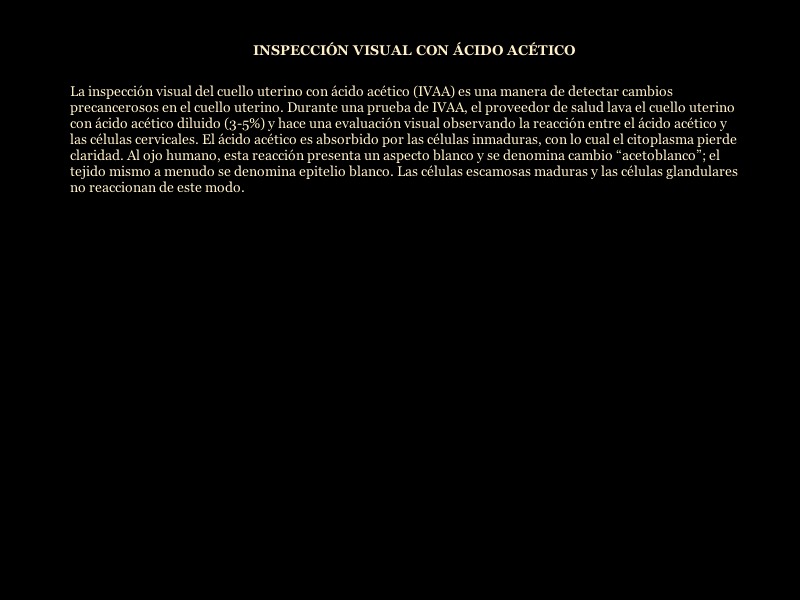 INSPECCIÓN VISUAL CON ÁCIDO ACÉTICO
La inspección visual del cuello uterino con ácido acético (IVAA) es una manera de detectar cambios
precancerosos en el cuello uterino. Durante una prueba de IVAA, el proveedor de salud lava el cuello uterino
con ácido acético diluido (3-5%) y hace una evaluación visual observando la reacción entre el ácido acético y
las células cervicales. El ácido acético es absorbido por las células inmaduras, con lo cual el citoplasma pierde
claridad. Al ojo humano, esta reacción presenta un aspecto blanco y se denomina cambio “acetoblanco”; el
tejido mismo a menudo se denomina epitelio blanco. Las células escamosas maduras y las células glandulares
no reaccionan de este modo.